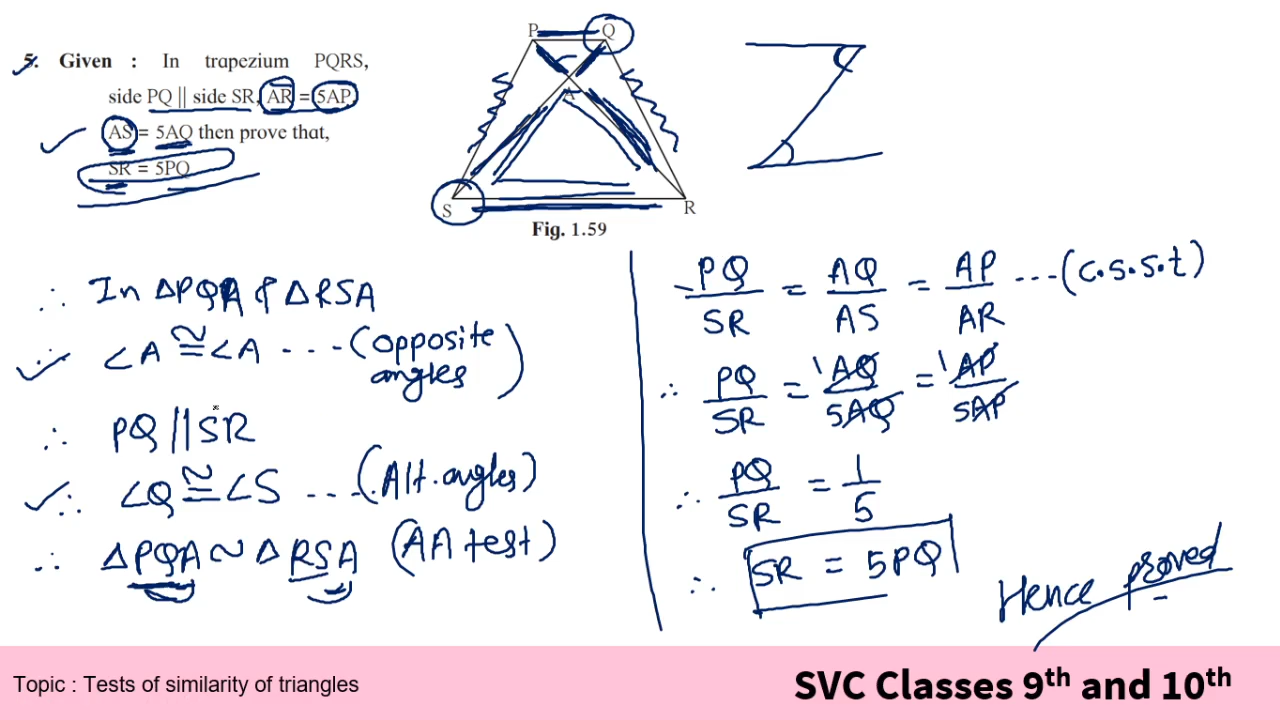 5. Given : In trapezium PQRS,
side PQ || side SR, AR = 5AP,
AS = 5AQ then prove that,
SR = 5PQ
P Q
A
S R
Fig. 1.59
∴ In ΔPQA & ΔRSA
∠A ≅ ∠A ---(opposite angles)
∴ PQ || SR
∴ ∠Q ≅ ∠S ---(Alt. angles)
∴ ΔPQA ~ ΔRSA (AA test)
PQ/SR = AQ/AS = AP/AR ---(c.s.s.t)
∴ PQ/SR = 1AQ/5AQ = 1AP/5AP
∴ PQ/SR = 1/5
∴ SR = 5PQ
Hence proved
Topic : Tests of similarity of triangles
SVC Classes 9th and 10th